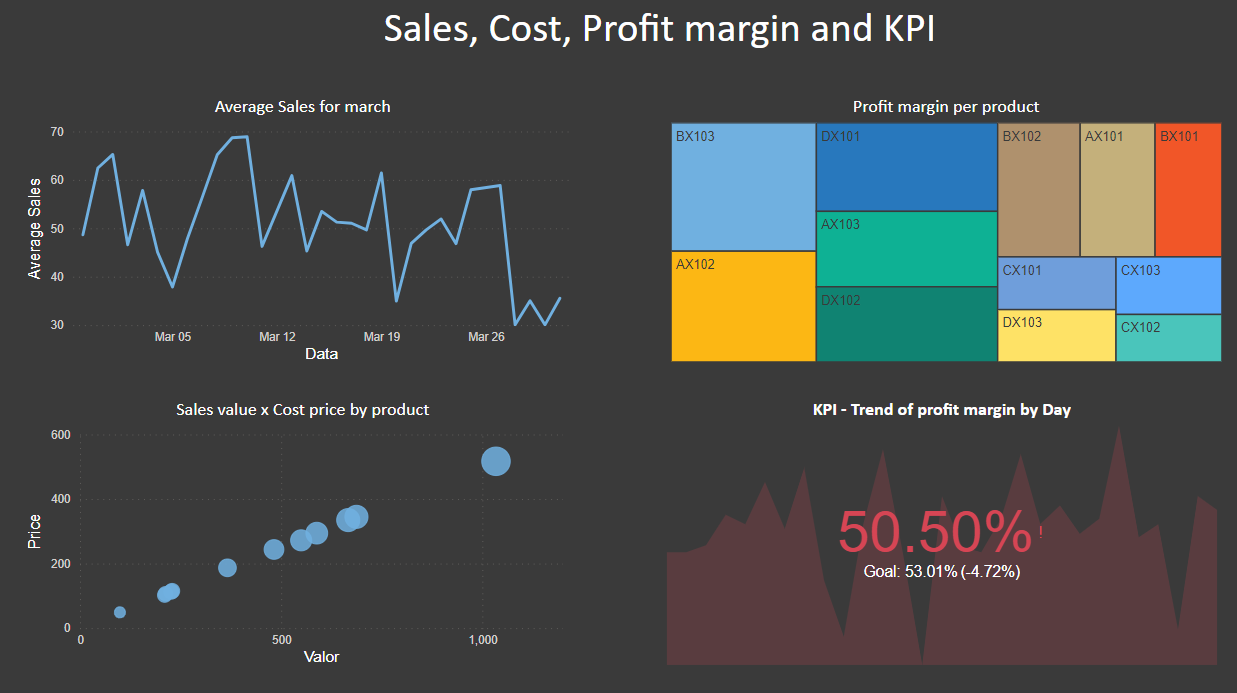 Sales, Cost, Profit margin and KPI
Average Sales for march
70
60
50
40
30
Average Sales
Mar 05 Mar 12 Mar 19 Mar 26
Data
Profit margin per product
BX103 DX101 BX102 AX101 BX101
AX103
AX102 CX101 CX103
DX102 DX103 CX102
Sales value x Cost price by product
600
400
200
0
Price
0 500 1,000
Valor
KPI - Trend of profit margin by Day
50.50%!
Goal: 53.01% (-4.72%)